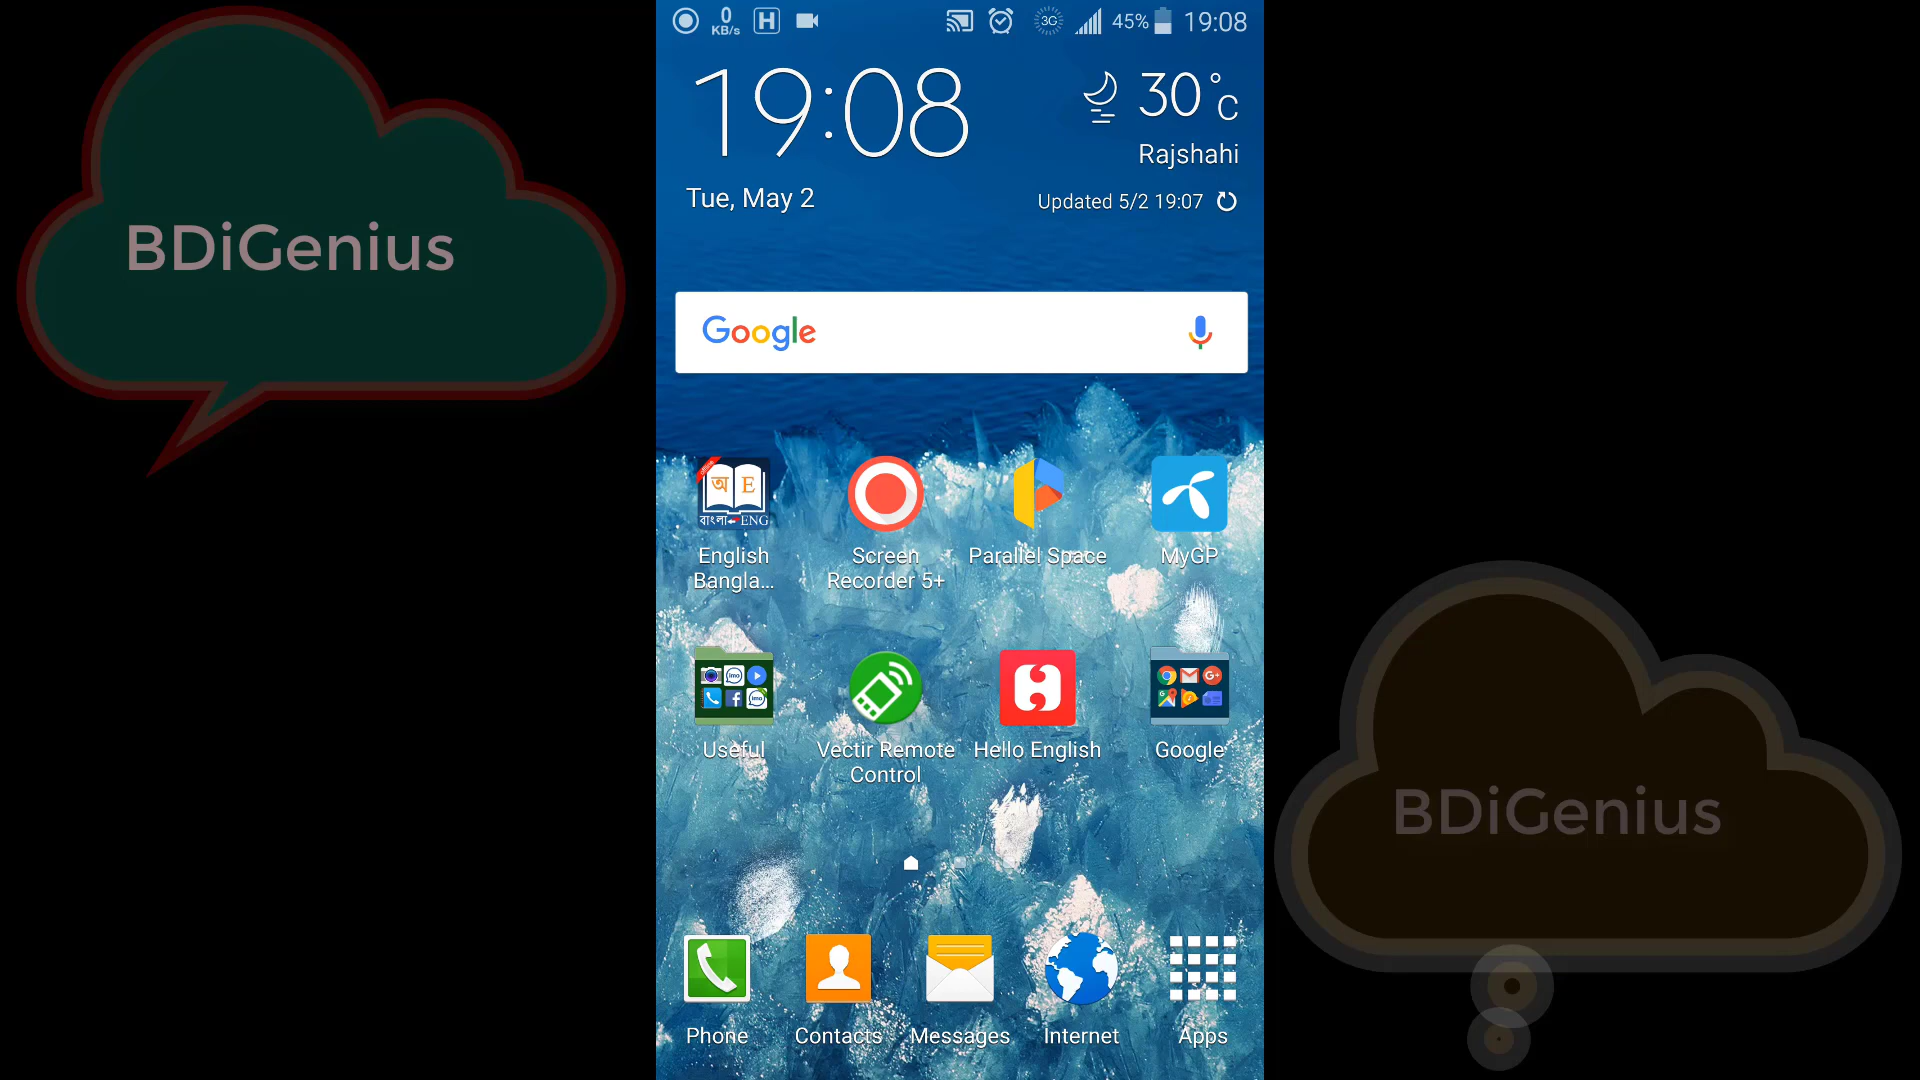 BDiGenius
0
KB/s
H
3G
45%
19:08
19:08
30°C
Rajshahi
Tue, May 2
Updated 5/2 19:07
Google
অ E
বাংলা ENG
English
Bangla...
Screen
Recorder 5+
Parallel Space
MyGP
imo
imo
Useful
Vectir Remote
Control
Hello English
Google
BDiGenius
Phone
Contacts
Messages
Internet
Apps